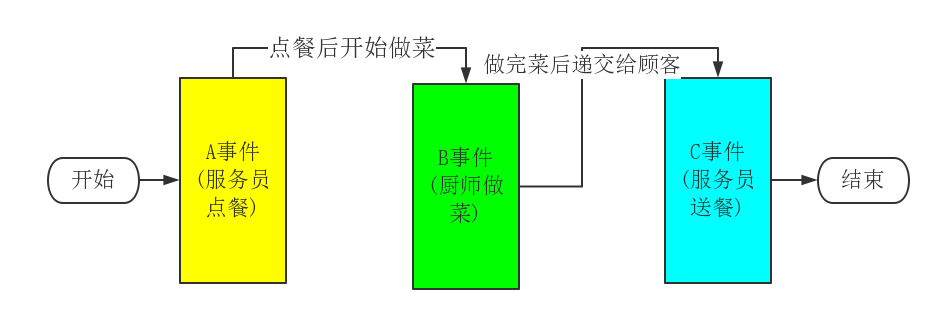 点餐后开始做菜
做完菜后递交给顾客
开始
A事件
(服务员
点餐)
B事件
(厨师做
菜)
C事件
(服务员
送餐)
结束